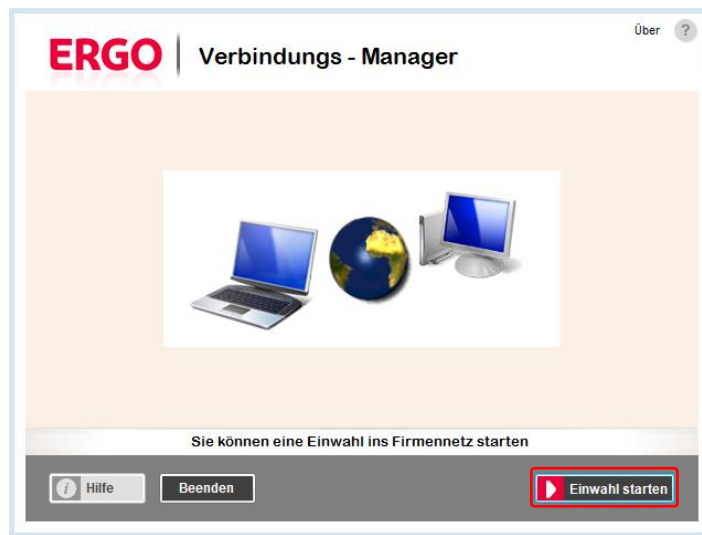 Über ?
ERGO Verbindungs - Manager
Sie können eine Einwahl ins Firmennetz starten
i Hilfe Beenden Einwahl starten